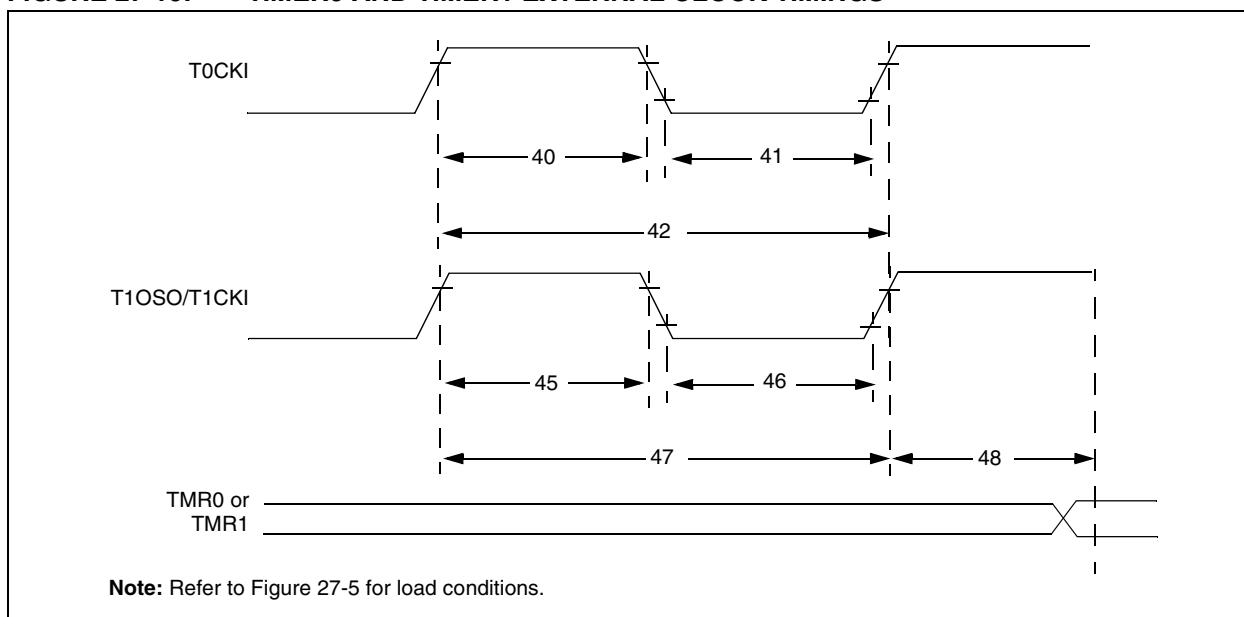 T0CKI
40
41
42
T1OSO/T1CKI
45
46
47
48
TMR0 or
TMR1
Note: Refer to Figure 27-5 for load conditions.